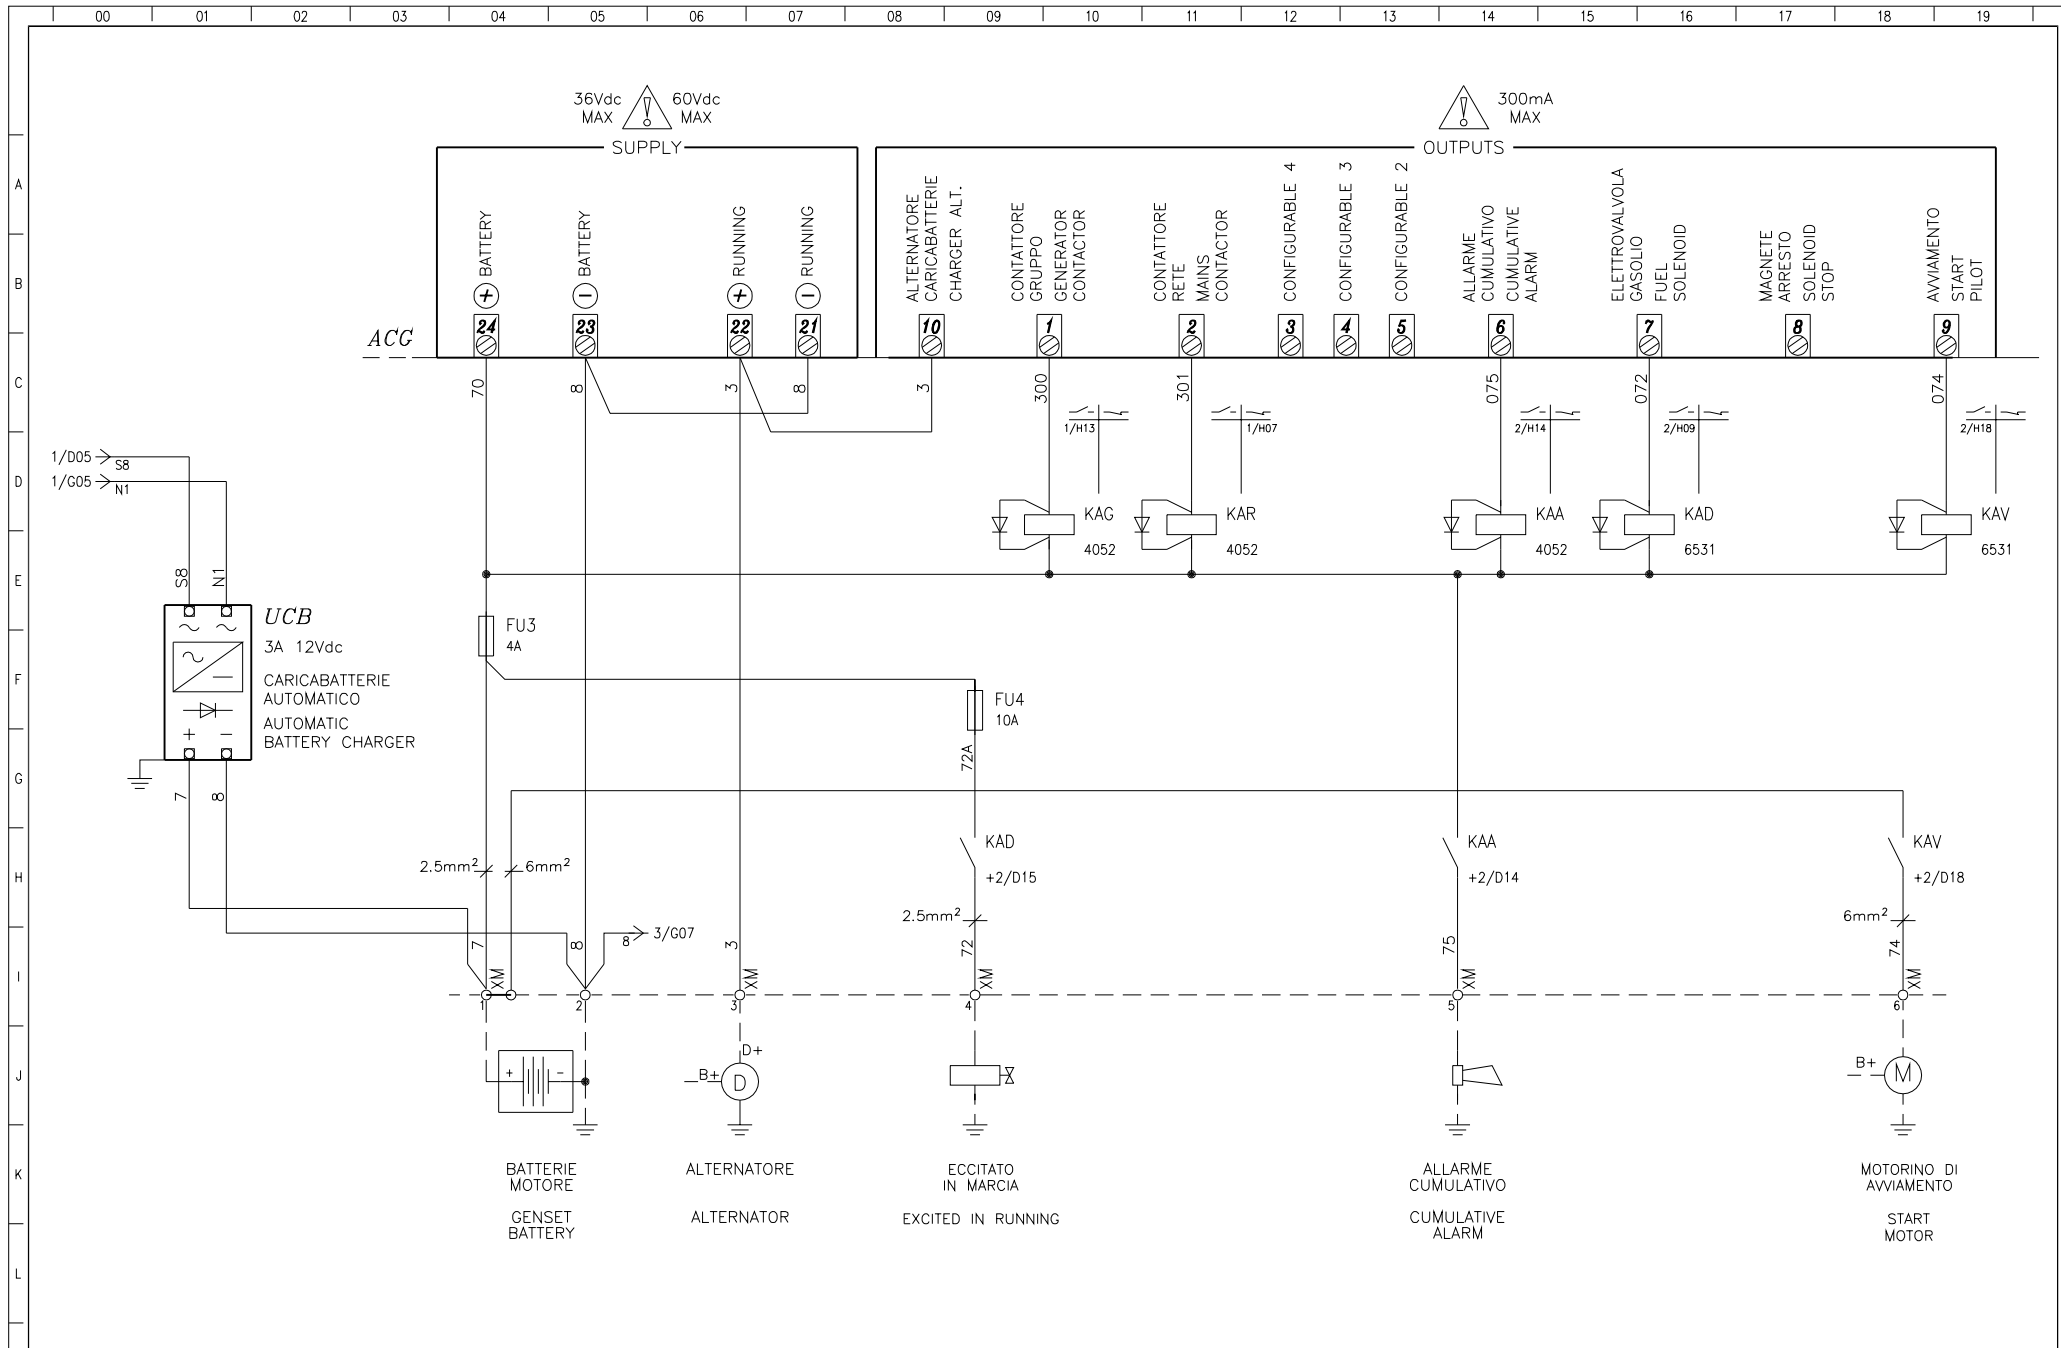 00 01 02 03 04 05 06 07 08 09 10 11 12 13 14 15 16 17 18 19
36Vdc MAX
60Vdc MAX
300mA MAX
SUPPLY
OUTPUTS
A
B
C
D
E
F
G
H
I
J
K
L
BATTERY
BATTERY
RUNNING
RUNNING
ALTERNATORE
CARICABATTERIE
CHARGER ALT.
CONTATTORE
GRUPPO
GENERATOR
CONTACTOR
CONTATTORE
RETE
MAINS
CONTACTOR
CONFIGURABLE 4
CONFIGURABLE 3
CONFIGURABLE 2
ALLARME
CUMULATIVO
CUMULATIVE
ALARM
ELETTROVALVOLA
GASOLIO
FUEL
SOLENOID
MAGNETE
ARRESTO
SOLENOID
STOP
AVVIAMENTO
START
PILOT
+ − + −
24 23 22 21 10 1 2 3 4 5 6 7 8 9
ACG
70 8 3 8 3 300 301 075 072 074
1/H13
1/H07
2/H14
2/H09
2/H18
1/D05 S8
1/G05 N1
KAG
4052
KAR
4052
KAA
4052
KAD
6531
KAV
6531
S8 N1
UCB
3A 12Vdc
CARICABATTERIE
AUTOMATICO
AUTOMATIC
BATTERY CHARGER
+ −
7 8
FU3
4A
FU4
10A
72A
KAD
+2/D15
KAA
+2/D14
KAV
+2/D18
2.5mm² 6mm²
2.5mm²
6mm²
8 3/G07
7 8 3 72 75 74
XM XM XM XM XM
1 2 3 4 5 6
+ -
D+
B+ D
B+ M
BATTERIE
MOTORE
GENSET
BATTERY
ALTERNATORE
ALTERNATOR
ECCITATO
IN MARCIA
EXCITED IN RUNNING
ALLARME
CUMULATIVO
CUMULATIVE
ALARM
MOTORINO DI
AVVIAMENTO
START
MOTOR